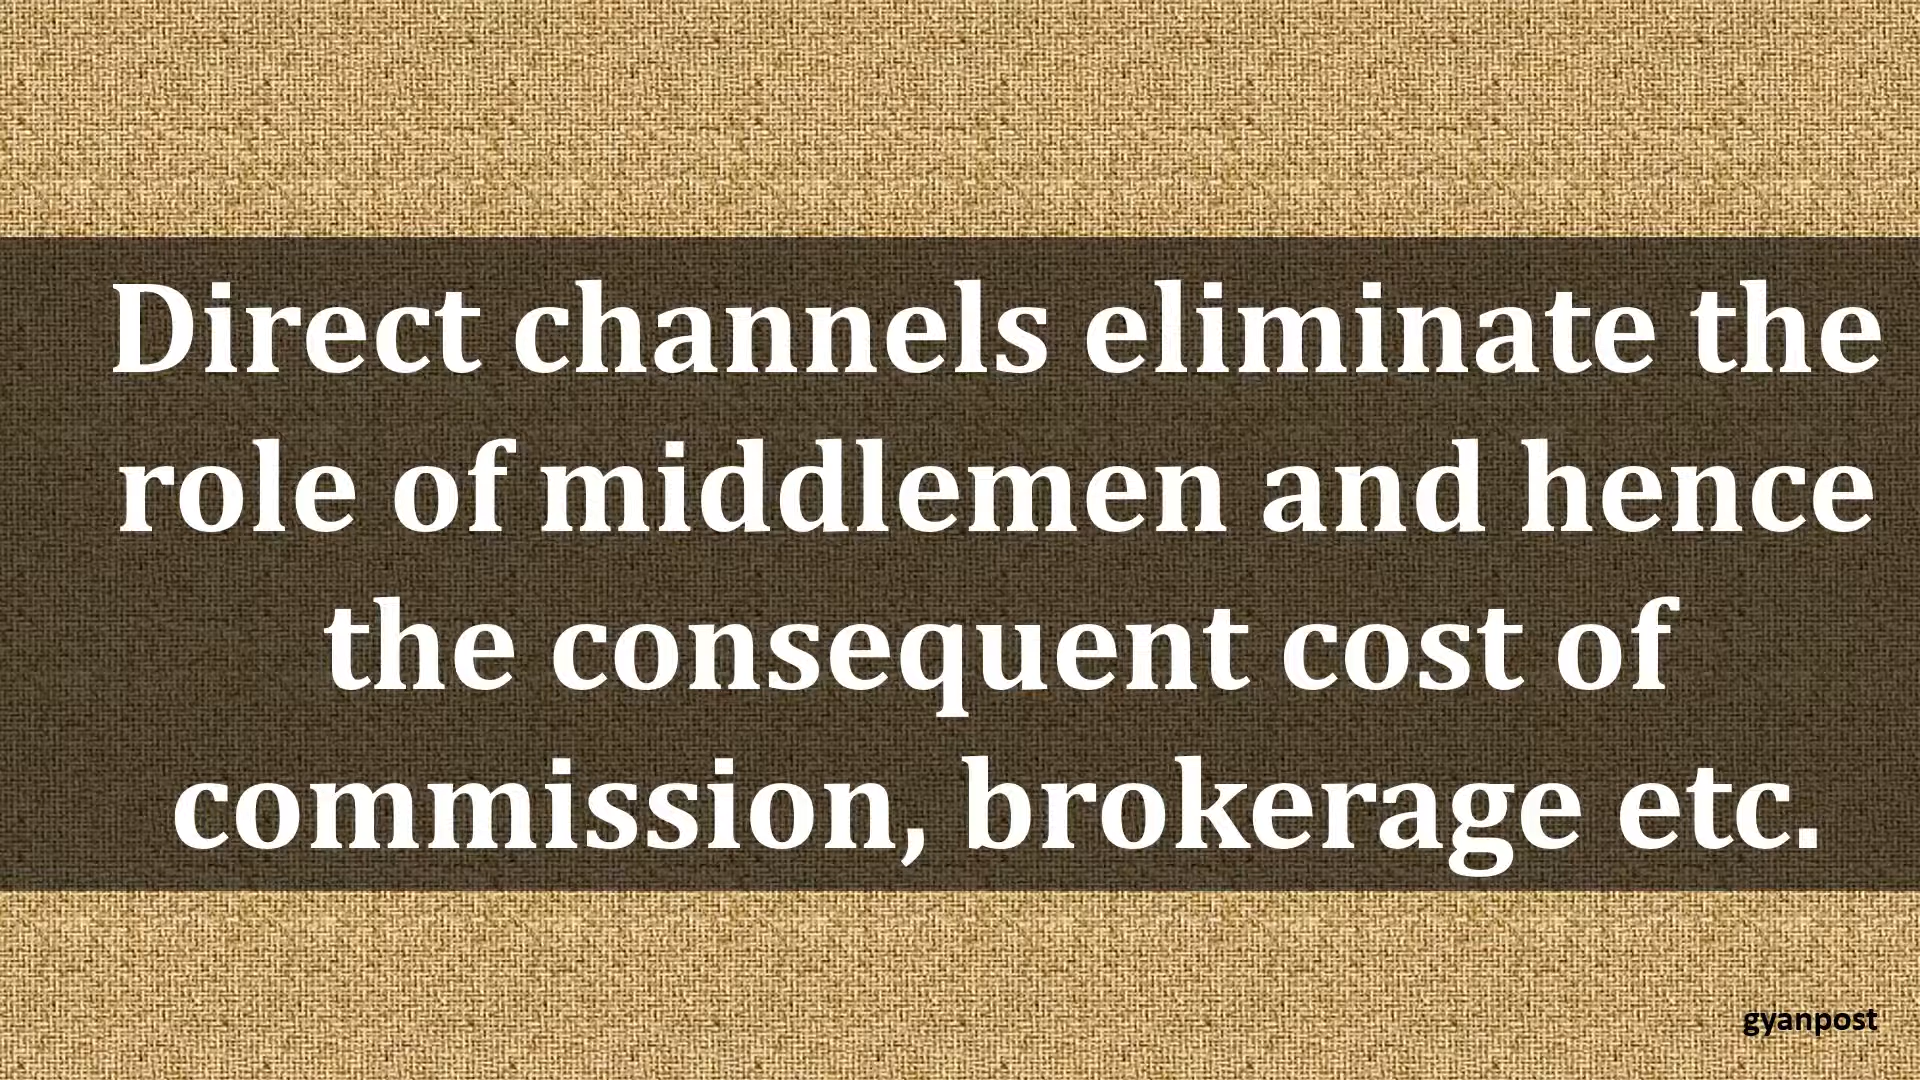 Direct channels eliminate the
role of middlemen and hence
the consequent cost of
commission, brokerage etc.
gyanpost